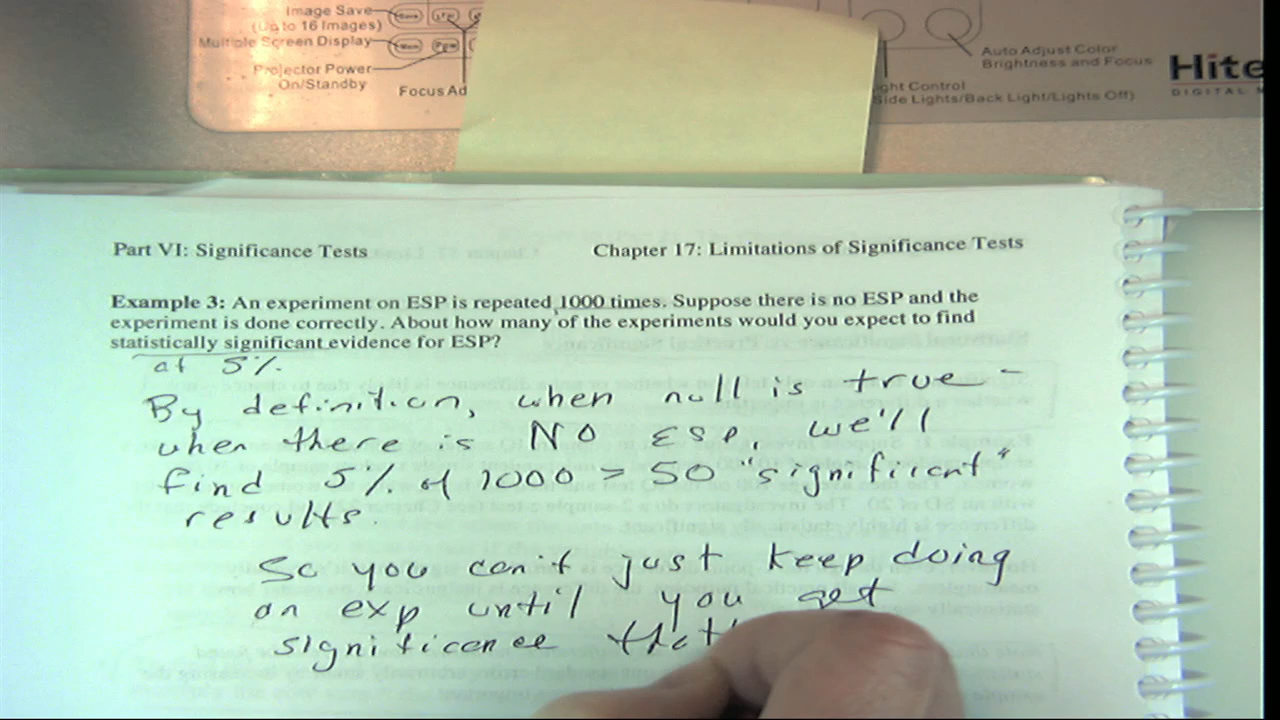 Image Save
(Up to 16 Images)
Multiple Screen Display
Projector Power
On/Standby
Focus Ad
Auto Adjust Color
Brightness and Focus
ght Control
Side Lights/Back Light/Lights Off)
Hite
DIGITAL
Part VI: Significance Tests
Chapter 17: Limitations of Significance Tests
Example 3: An experiment on ESP is repeated 1000 times. Suppose there is no ESP and the
experiment is done correctly. About how many of the experiments would you expect to find
statistically significant evidence for ESP?
at 5%.
By definition, when null is true -
when there is NO ESP, we'll
find 5% of 1000 = 50 "significant"
results.
So you can't just keep doing
an exp until you get
significance